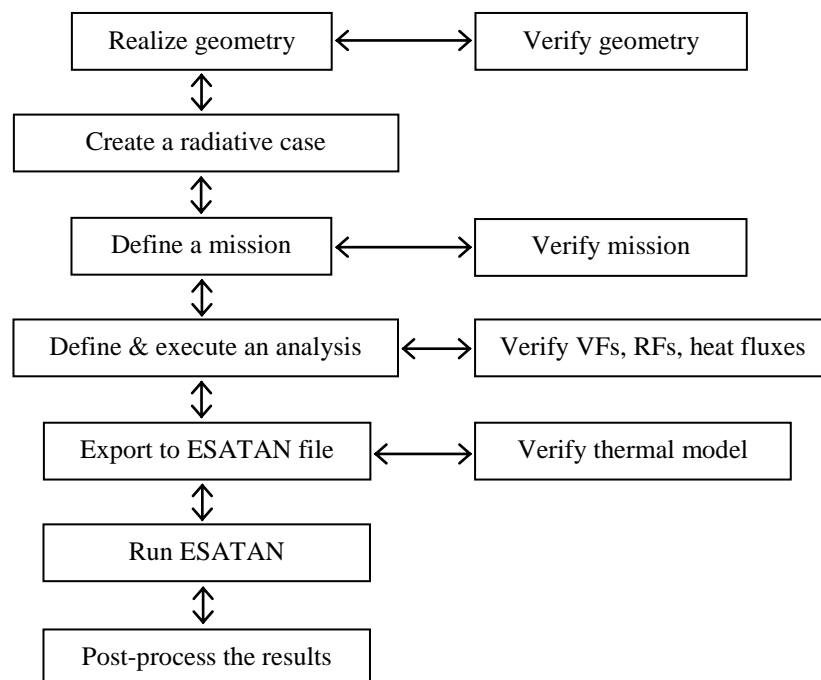 Realize geometry
Verify geometry
Create a radiative case
Define a mission
Verify mission
Define & execute an analysis
Verify VFs, RFs, heat fluxes
Export to ESATAN file
Verify thermal model
Run ESATAN
Post-process the results